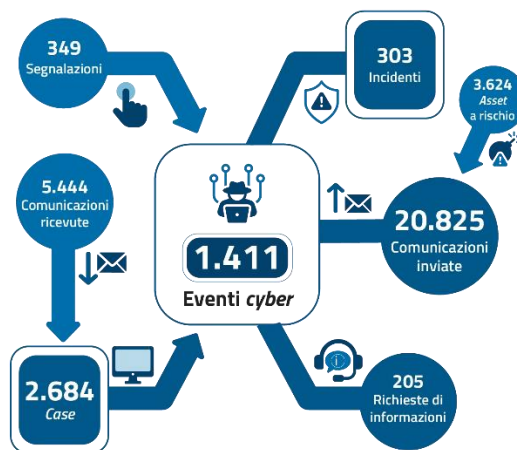 349
Segnalazioni
303
Incidenti
3.624
Asset
a rischio
5.444
Comunicazioni
ricevute
1.411
Eventi cyber
20.825
Comunicazioni
inviate
2.684
Case
205
Richieste di
informazioni